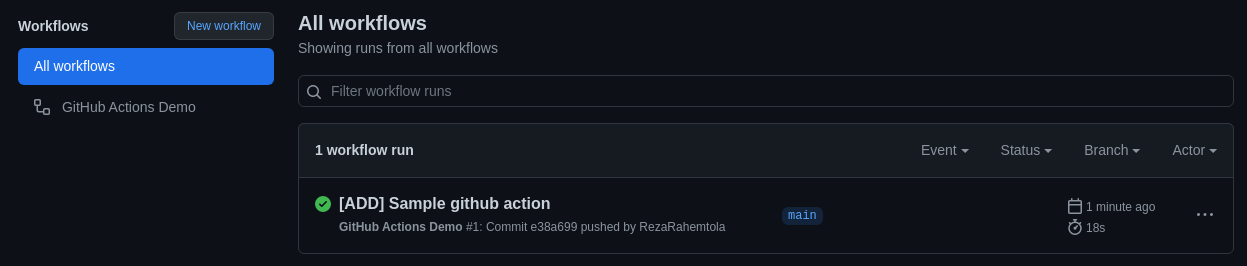 Workflows
New workflow
All workflows
GitHub Actions Demo
All workflows
Showing runs from all workflows
Filter workflow runs
1 workflow run
Event
Status
Branch
Actor
[ADD] Sample github action
GitHub Actions Demo #1: Commit e38a699 pushed by RezaRahemtola
main
1 minute ago
18s